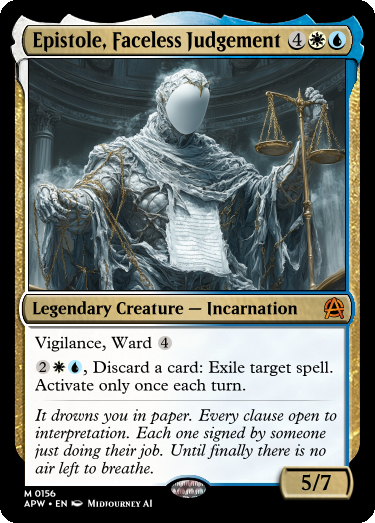 Epistole, Faceless Judgement 4
Legendary Creature — Incarnation
Vigilance, Ward 4
2, Discard a card: Exile target spell.
Activate only once each turn.
It drowns you in paper. Every clause open to
interpretation. Each one signed by someone
just doing their job. Until finally there is no
air left to breathe.
5/7
M 0156
APW • EN Midjourney AI